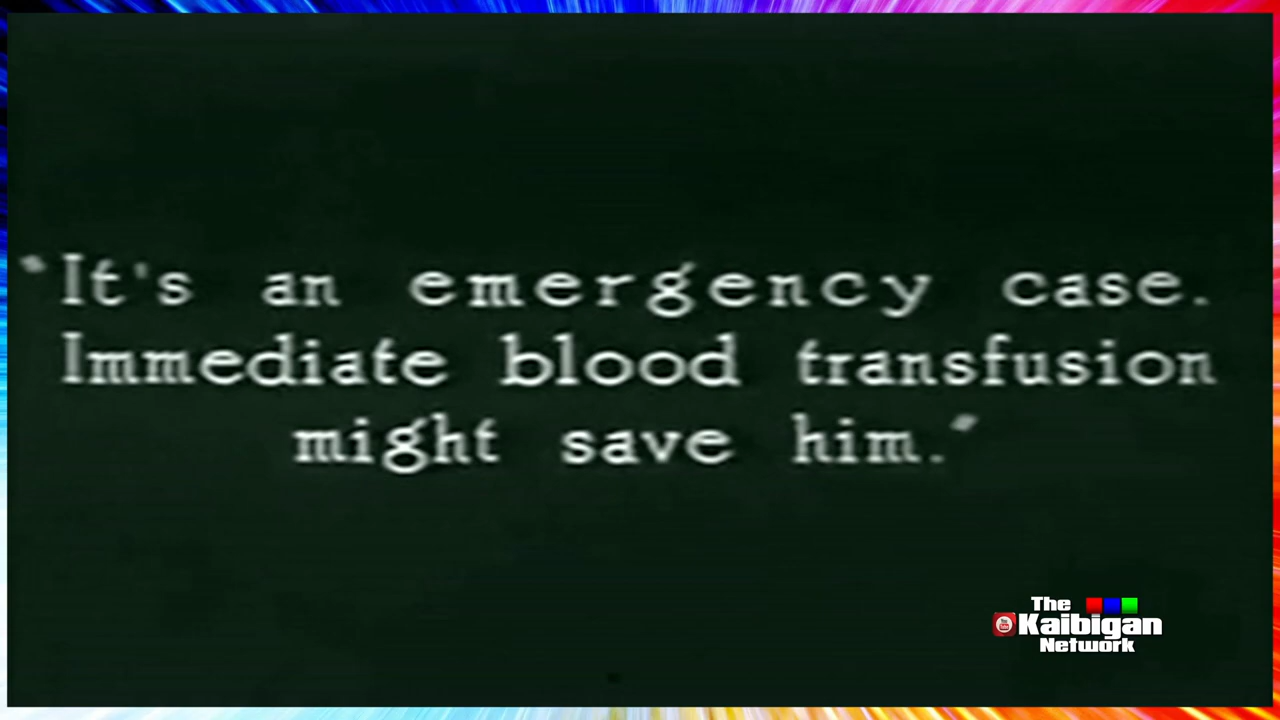 "It's an emergency case.
Immediate blood transfusion
might save him."
The
Kaibigan
Network